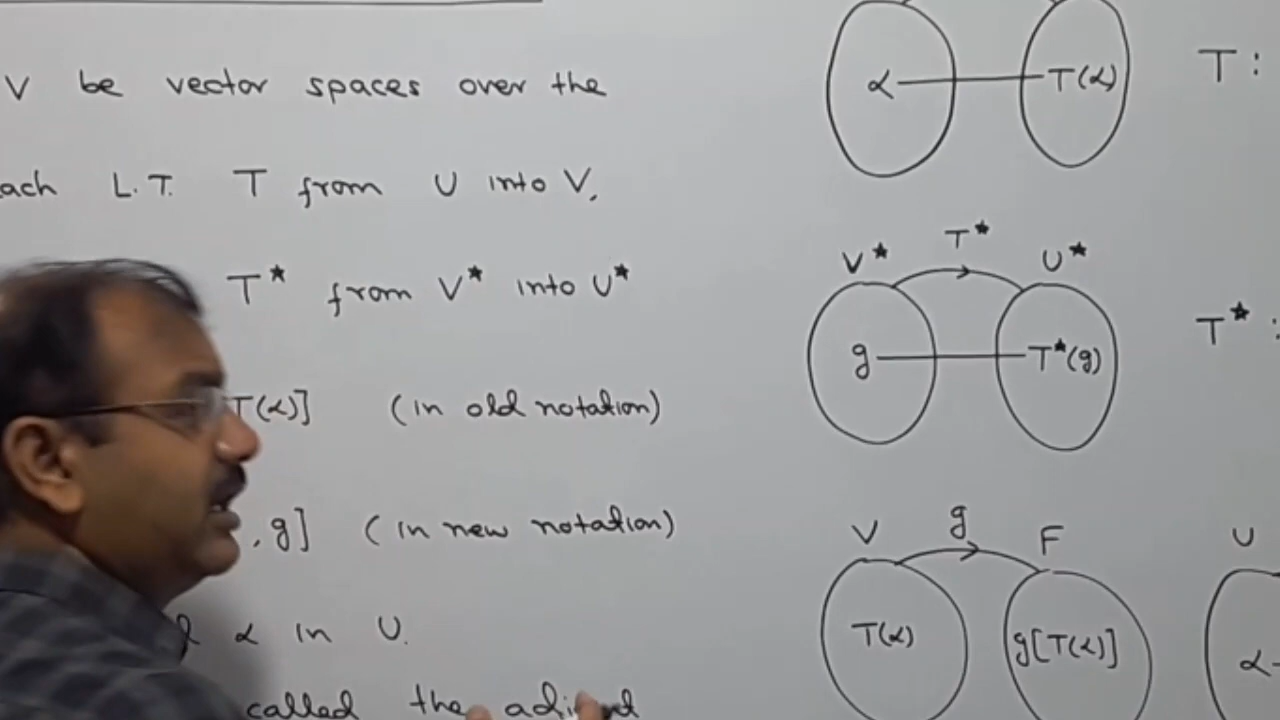 V be vector spaces over the
ach L.T. T from U into V,
T* from V* into U*
T(α)] (in old notation)
, g] (in new notation)
α in U.
called the
α T(α)
T :
V* T* U*
g T*(g)
T* :
V g F
T(α) g[T(α)]
U
α